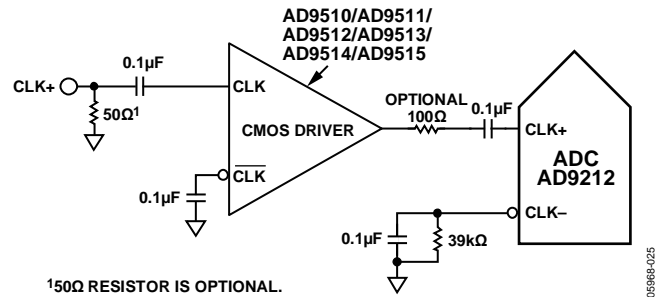 AD9510/AD9511/
AD9512/AD9513/
AD9514/AD9515
0.1µF
CLK+
50Ω1
CLK
CMOS DRIVER
OPTIONAL
100Ω
0.1µF
CLK+
ADC
AD9212
CLK
0.1µF
CLK–
0.1µF
39kΩ
150Ω RESISTOR IS OPTIONAL.
05968-025